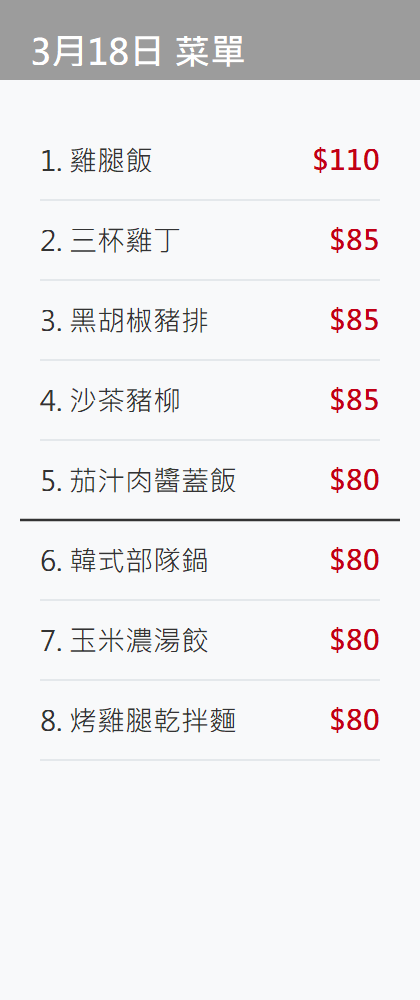 3月18日 菜單
1. 雞腿飯 $110
2. 三杯雞丁 $85
3. 黑胡椒豬排 $85
4. 沙茶豬柳 $85
5. 茄汁肉醬蓋飯 $80
6. 韓式部隊鍋 $80
7. 玉米濃湯餃 $80
8. 烤雞腿乾拌麵 $80